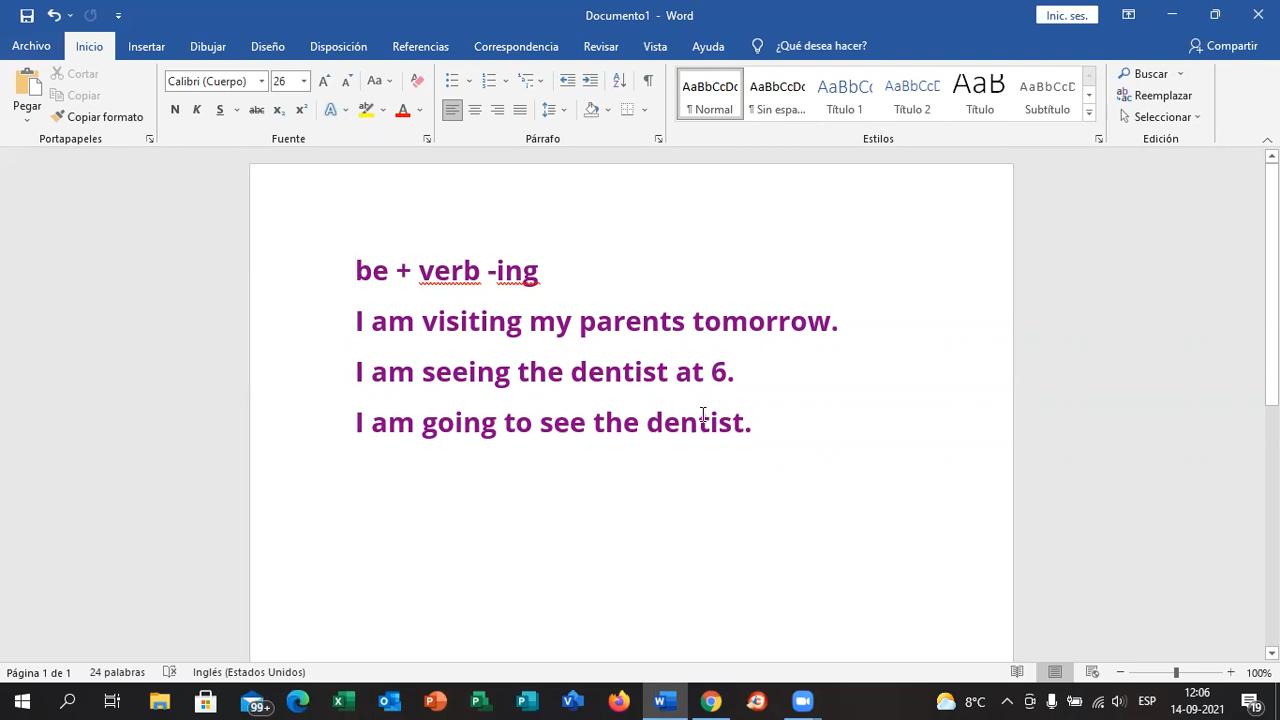 Documento1 - Word
Inic. ses.
Archivo Inicio Insertar Dibujar Diseño Disposición Referencias Correspondencia Revisar Vista Ayuda ¿Qué desea hacer? Compartir
Pegar
Cortar
Copiar
Copiar formato
Portapapeles
Calibri (Cuerpo) 26
Fuente
Párrafo
AaBbCcDc AaBbCcDc AaBbC AaBbCcD AaB AaBbCcD
¶ Normal ¶ Sin espa... Título 1 Título 2 Título Subtítulo
Estilos
Buscar
Reemplazar
Seleccionar
Edición
be + verb -ing
I am visiting my parents tomorrow.
I am seeing the dentist at 6.
I am going to see the dentist.
Página 1 de 1 24 palabras Inglés (Estados Unidos) 100%
99+ 8°C ESP 12:06
14-09-2021 19